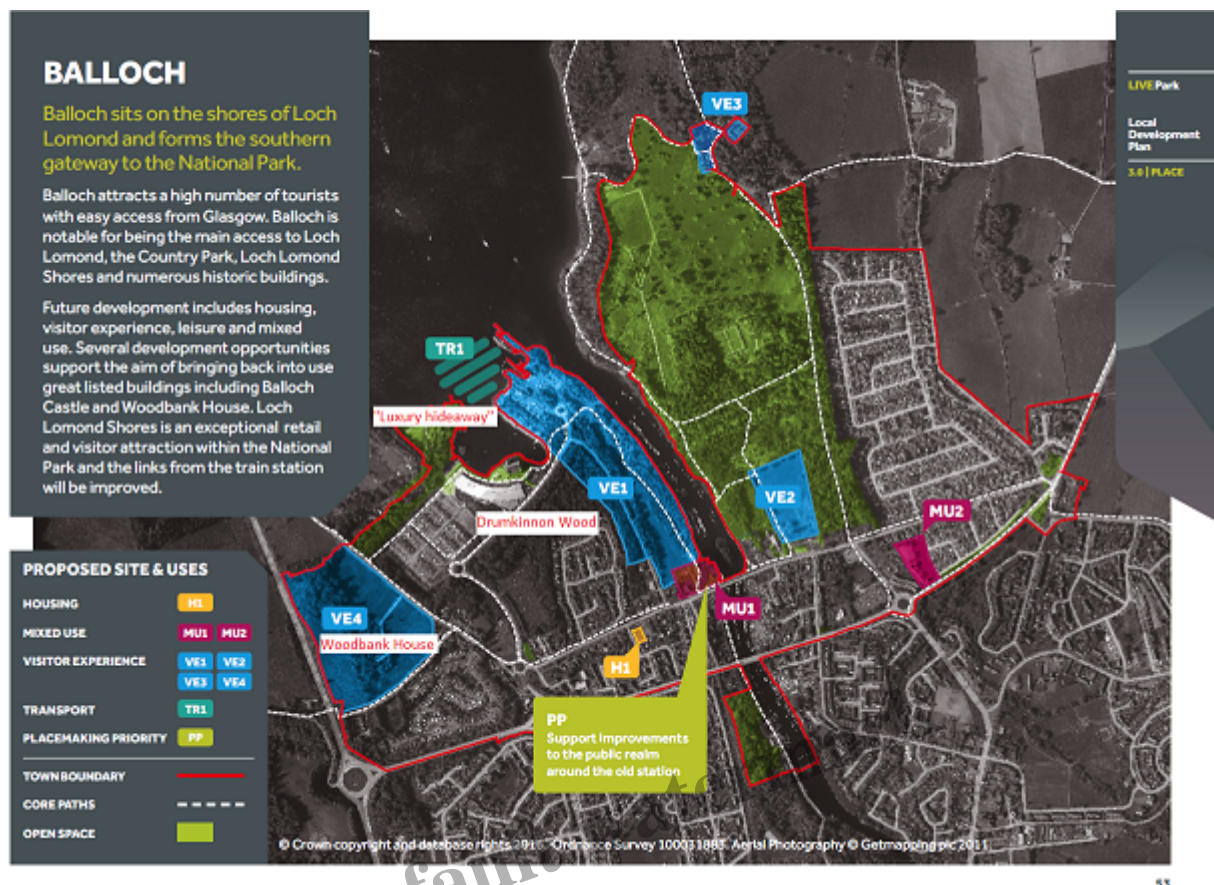 BALLOCH
Balloch sits on the shores of Loch
Lomond and forms the southern
gateway to the National Park.
Balloch attracts a high number of tourists
with easy access from Glasgow. Balloch is
notable for being the main access to Loch
Lomond, the Country Park, Loch Lomond
Shores and numerous historic buildings.
Future development includes housing,
visitor experience, leisure and mixed
use. Several development opportunities
support the aim of bringing back into use
great listed buildings including Balloch
Castle and Woodbank House. Loch
Lomond Shores is an exceptional retail
and visitor attraction within the National
Park and the links from the train station
will be improved.
LIVE Park
Local
Development
Plan
3.0 | PLACE
VE3
TR1
"Luxury hideaway"
VE1
VE2
Drumkinnon Wood
MU2
MU1
VE4
Woodbank House
H1
PP
Support improvements
to the public realm
around the old station
PROPOSED SITE & USES
HOUSING H1
MIXED USE MU1 MU2
VISITOR EXPERIENCE VE1 VE2
VE3 VE4
TRANSPORT TR1
PLACEMAKING PRIORITY PP
TOWN BOUNDARY
CORE PATHS
OPEN SPACE
© Crown copyright and database rights Ordnance Survey 100031883. Aerial Photography © Getmapping plc 2011
53